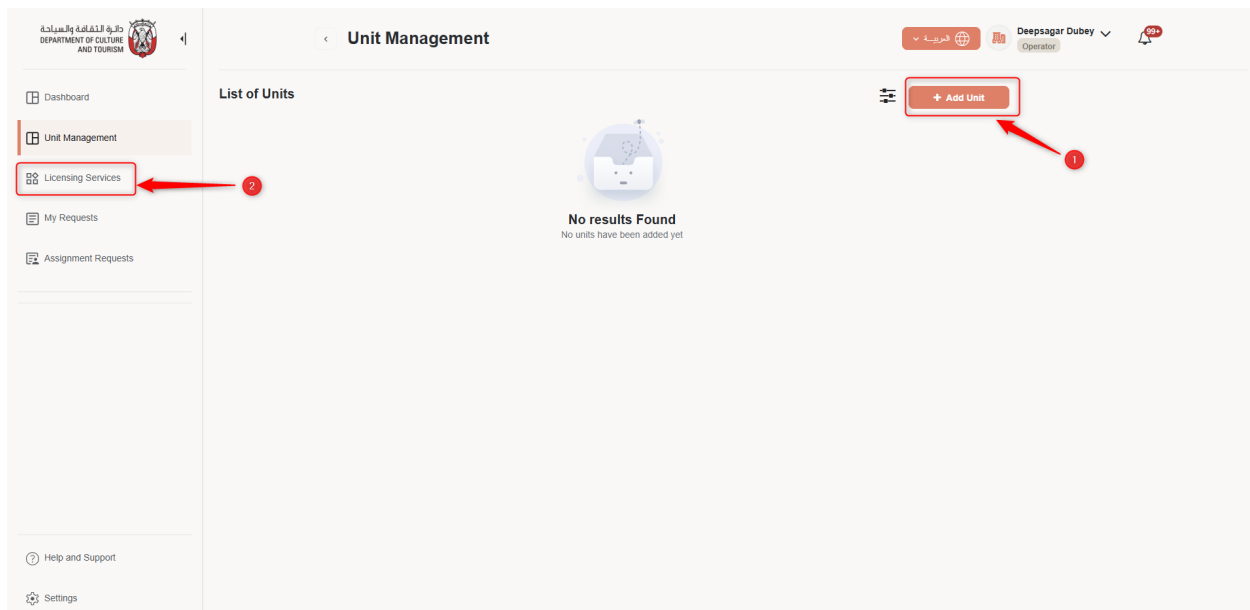 دائرة الثقافة والسياحة
DEPARTMENT OF CULTURE
AND TOURISM
Unit Management
العربية
Deepsagar Dubey
Operator
99+
Dashboard
Unit Management
Licensing Services
My Requests
Assignment Requests
Help and Support
Settings
List of Units
+ Add Unit
1
2
No results Found
No units have been added yet